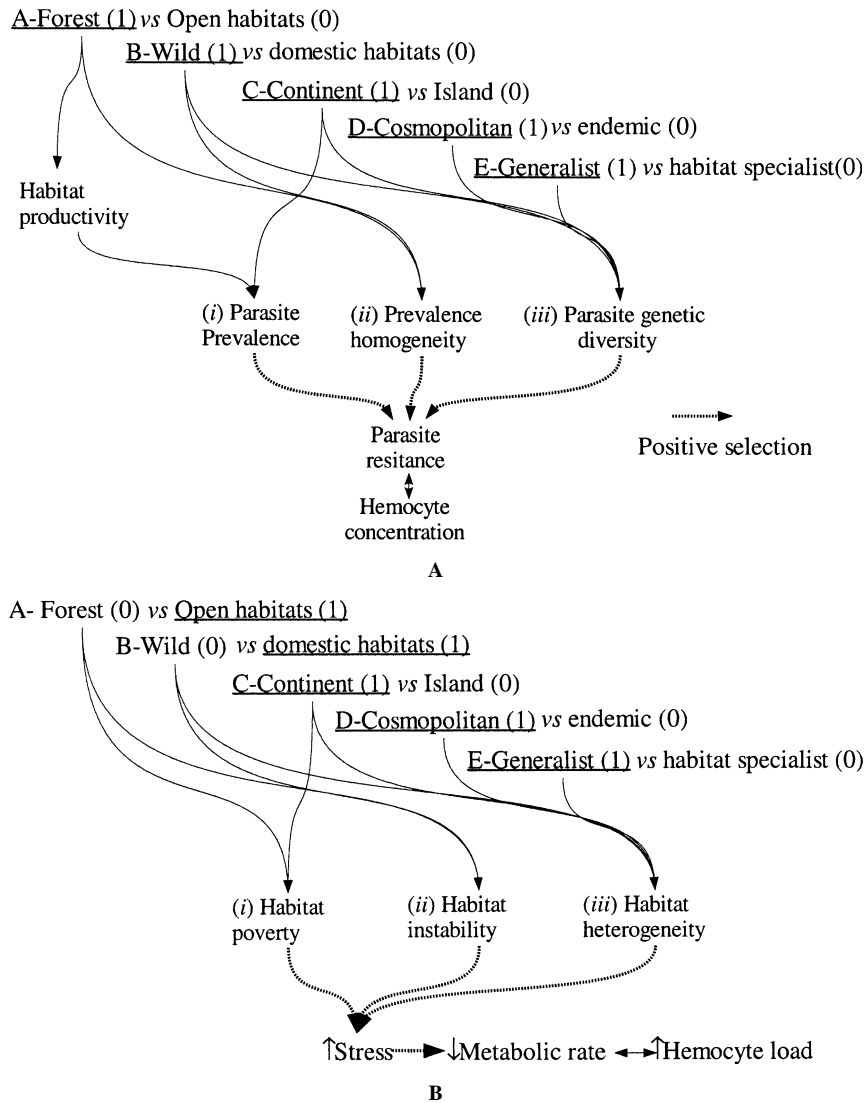 A-Forest (1) vs Open habitats (0)
B-Wild (1) vs domestic habitats (0)
C-Continent (1) vs Island (0)
D-Cosmopolitan (1) vs endemic (0)
E-Generalist (1) vs habitat specialist(0)
Habitat
productivity
(i) Parasite
Prevalence
(ii) Prevalence
homogeneity
(iii) Parasite genetic
diversity
Parasite
resitance
Positive selection
Hemocyte
concentration
A
A- Forest (0) vs Open habitats (1)
B-Wild (0) vs domestic habitats (1)
C-Continent (1) vs Island (0)
D-Cosmopolitan (1) vs endemic (0)
E-Generalist (1) vs habitat specialist (0)
(i) Habitat
poverty
(ii) Habitat
instability
(iii) Habitat
heterogeneity
↑Stress ↓Metabolic rate ↑Hemocyte load
B